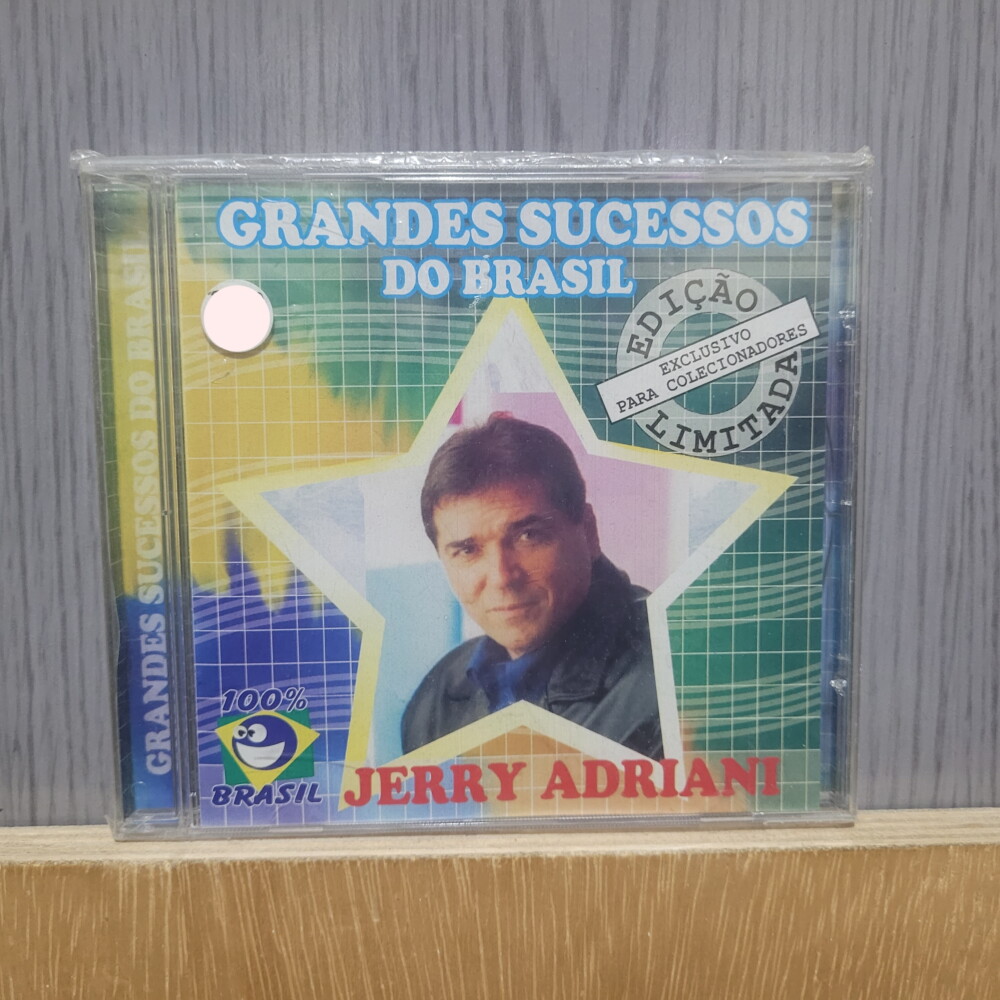 GRANDES SUCESSOS
DO BRASIL
EDIÇÃO
EXCLUSIVO
PARA COLECIONADORES
LIMITADA
GRANDES SUCESSOS DO BRASIL
100%
BRASIL
JERRY ADRIANI